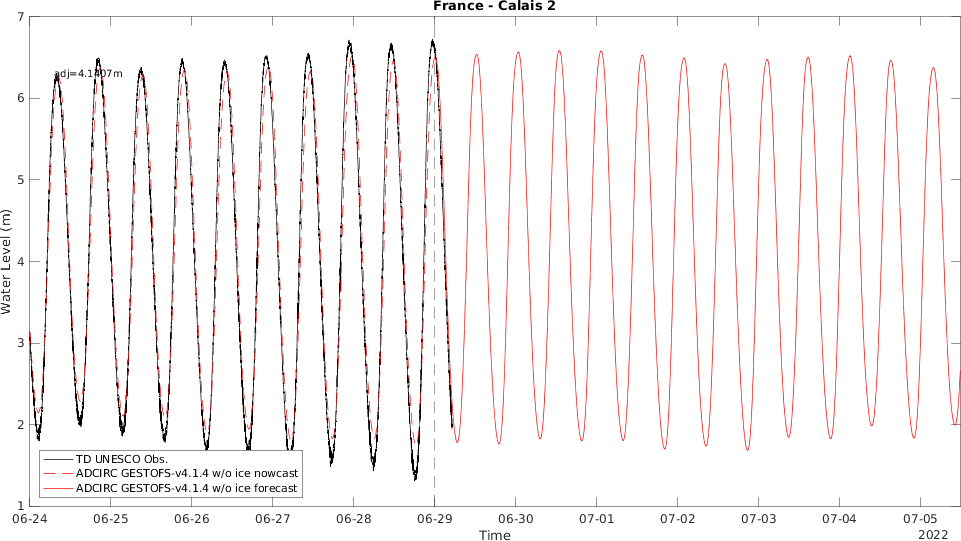 France - Calais 2
7
6
5
4
3
2
1
Water Level (m)
adj=4.1407m
TD UNESCO Obs.
ADCIRC GESTOFS-v4.1.4 w/o ice nowcast
ADCIRC GESTOFS-v4.1.4 w/o ice forecast
06-24 06-25 06-26 06-27 06-28 06-29 06-30 07-01 07-02 07-03 07-04 07-05
Time
2022